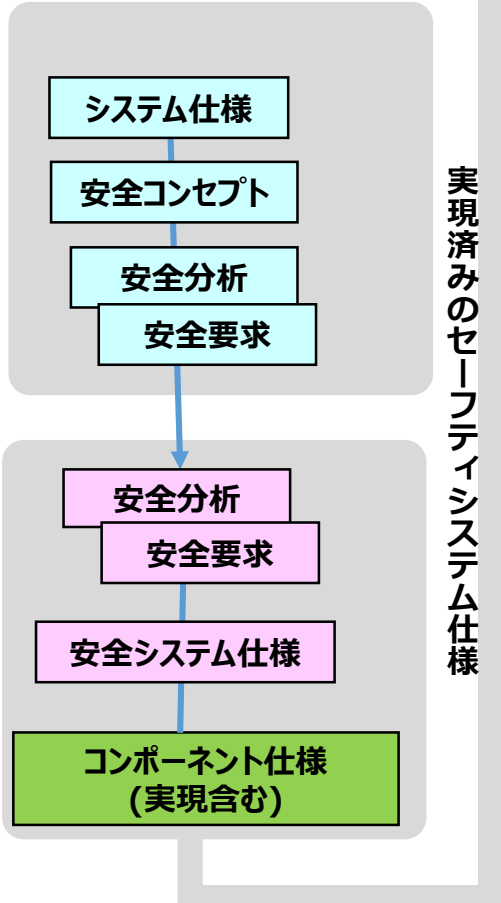 システム仕様
安全コンセプト
安全分析
安全要求
安全分析
安全要求
安全システム仕様
コンポーネント仕様
(実現含む)
実現済みのセーフティシステム仕様